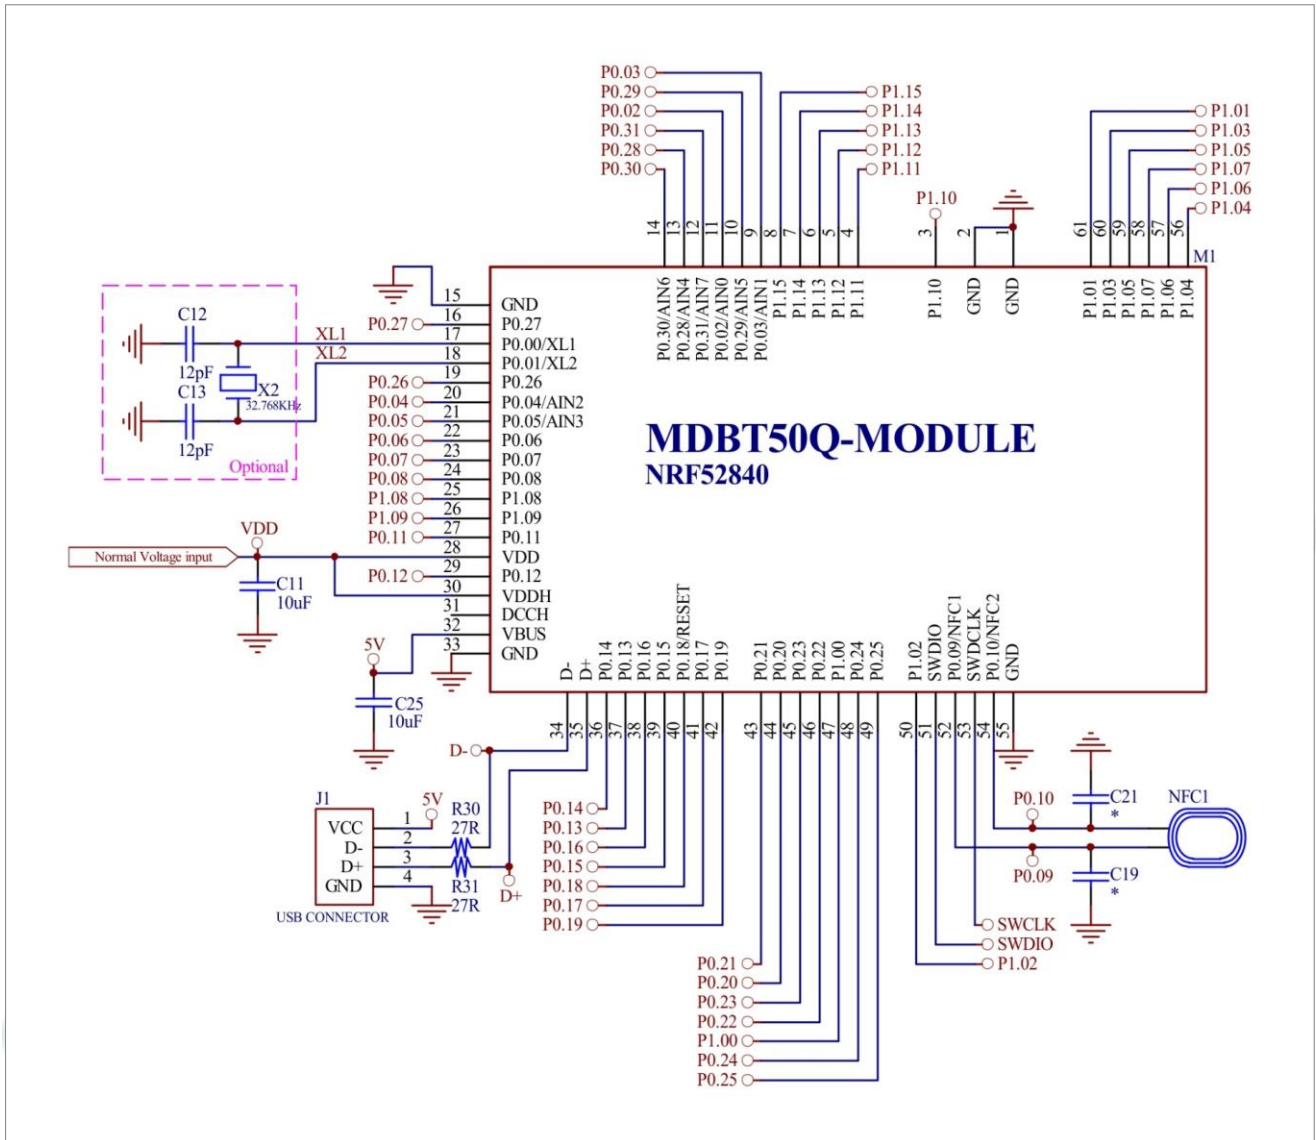 P0.03
P0.29
P0.02
P0.31
P0.28
P0.30
P1.15
P1.14
P1.13
P1.12
P1.11
P1.10
P1.01
P1.03
P1.05
P1.07
P1.06
P1.04
14
13
12
11
10
9
8
7
6
5
4
3
2
1
61
60
59
58
57
56
M1
P0.30/AIN6
P0.28/AIN4
P0.31/AIN7
P0.02/AIN0
P0.29/AIN5
P0.03/AIN1
P1.15
P1.14
P1.13
P1.12
P1.11
P1.10
GND
GND
P1.01
P1.03
P1.05
P1.07
P1.06
P1.04
15 GND
P0.27 16 P0.27
XL1 17 P0.00/XL1
XL2 18 P0.01/XL2
P0.26 19 P0.26
P0.04 20 P0.04/AIN2
P0.05 21 P0.05/AIN3
P0.06 22 P0.06
P0.07 23 P0.07
P0.08 24 P0.08
P1.08 25 P1.08
P1.09 26 P1.09
P0.11 27 P0.11
28 VDD
P0.12 29 P0.12
30 VDDH
31 DCCH
32 VBUS
33 GND
C12
12pF
C13
12pF
X2
32.768KHz
Optional
MDBT50Q-MODULE
NRF52840
VDD
Normal Voltage input
C11
10uF
5V
C25
10uF
D-
D+
P0.14
P0.13
P0.16
P0.15
P0.18/RESET
P0.17
P0.19
P0.21
P0.20
P0.23
P0.22
P1.00
P0.24
P0.25
P1.02
SWDIO
P0.09/NFC1
SWDCLK
P0.10/NFC2
GND
34
35
36
37
38
39
40
41
42
43
44
45
46
47
48
49
50
51
52
53
54
55
D-
J1
5V
VCC 1
D- 2
D+ 3
GND 4
USB CONNECTOR
R30
27R
R31
27R
D+
P0.14
P0.13
P0.16
P0.15
P0.18
P0.17
P0.19
P0.21
P0.20
P0.23
P0.22
P1.00
P0.24
P0.25
P0.10
P0.09
C21
*
C19
*
NFC1
SWCLK
SWDIO
P1.02